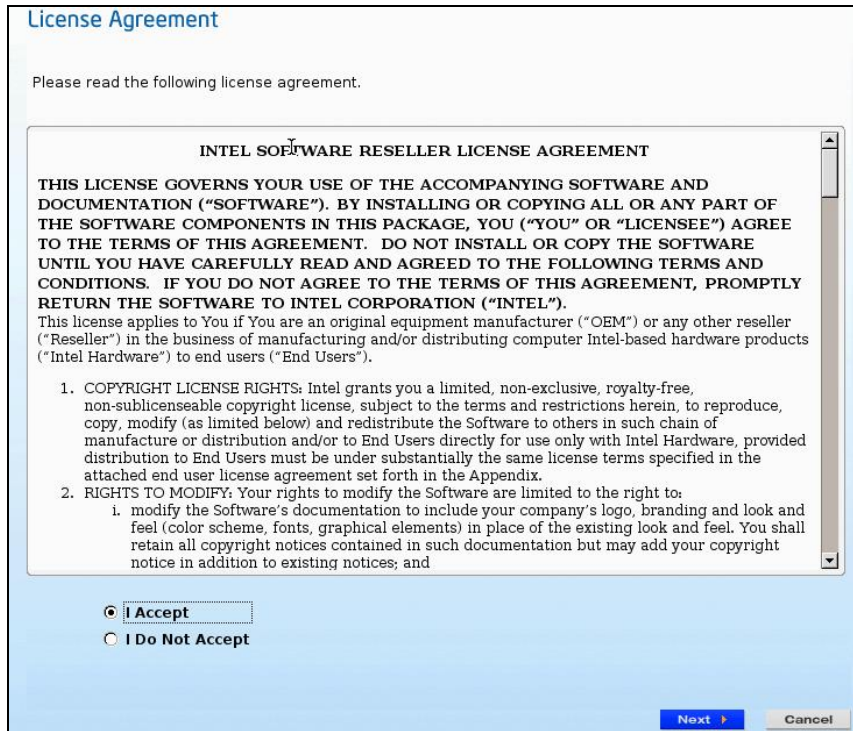 License Agreement
Please read the following license agreement.
INTEL SOFTWARE RESELLER LICENSE AGREEMENT
THIS LICENSE GOVERNS YOUR USE OF THE ACCOMPANYING SOFTWARE AND
DOCUMENTATION (“SOFTWARE”). BY INSTALLING OR COPYING ALL OR ANY PART OF
THE SOFTWARE COMPONENTS IN THIS PACKAGE, YOU (“YOU” OR “LICENSEE”) AGREE
TO THE TERMS OF THIS AGREEMENT. DO NOT INSTALL OR COPY THE SOFTWARE
UNTIL YOU HAVE CAREFULLY READ AND AGREED TO THE FOLLOWING TERMS AND
CONDITIONS. IF YOU DO NOT AGREE TO THE TERMS OF THIS AGREEMENT, PROMPTLY
RETURN THE SOFTWARE TO INTEL CORPORATION (“INTEL”).
This license applies to You if You are an original equipment manufacturer (“OEM”) or any other reseller
(“Reseller”) in the business of manufacturing and/or distributing computer Intel-based hardware products
(“Intel Hardware”) to end users (“End Users”).
1. COPYRIGHT LICENSE RIGHTS: Intel grants you a limited, non-exclusive, royalty-free,
non-sublicenseable copyright license, subject to the terms and restrictions herein, to reproduce,
copy, modify (as limited below) and redistribute the Software to others in such chain of
manufacture or distribution and/or to End Users directly for use only with Intel Hardware, provided
distribution to End Users must be under substantially the same license terms specified in the
attached end user license agreement set forth in the Appendix.
2. RIGHTS TO MODIFY: Your rights to modify the Software are limited to the right to:
i. modify the Software’s documentation to include your company’s logo, branding and look and
feel (color scheme, fonts, graphical elements) in place of the existing look and feel. You shall
retain all copyright notices contained in such documentation but may add your copyright
notice in addition to existing notices; and
I Accept
I Do Not Accept
Next
Cancel